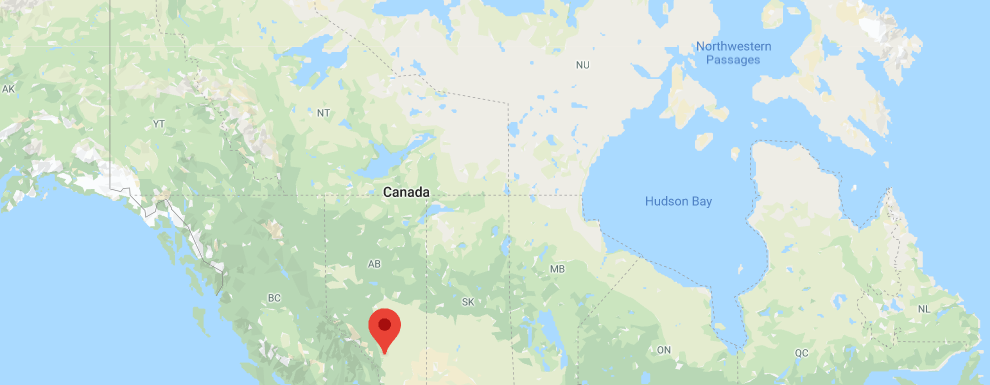 Northwestern
Passages
NU
AK
NT
YT
Canada
Hudson Bay
AB
MB
BC
SK
NL
ON
QC